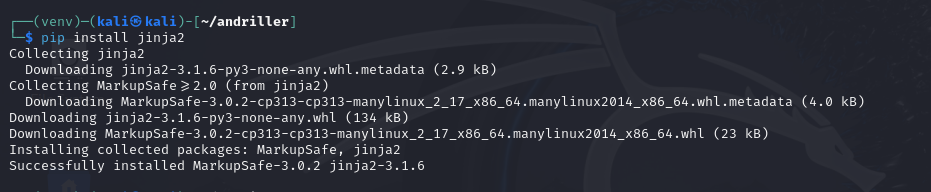 ┌──(venv)─(kali㉿kali)-[~/andriller]
└─$ pip install jinja2
Collecting jinja2
  Downloading jinja2-3.1.6-py3-none-any.whl.metadata (2.9 kB)
Collecting MarkupSafe>=2.0 (from jinja2)
  Downloading MarkupSafe-3.0.2-cp313-cp313-manylinux_2_17_x86_64.manylinux2014_x86_64.whl.metadata (4.0 kB)
Downloading jinja2-3.1.6-py3-none-any.whl (134 kB)
Downloading MarkupSafe-3.0.2-cp313-cp313-manylinux_2_17_x86_64.manylinux2014_x86_64.whl (23 kB)
Installing collected packages: MarkupSafe, jinja2
Successfully installed MarkupSafe-3.0.2 jinja2-3.1.6